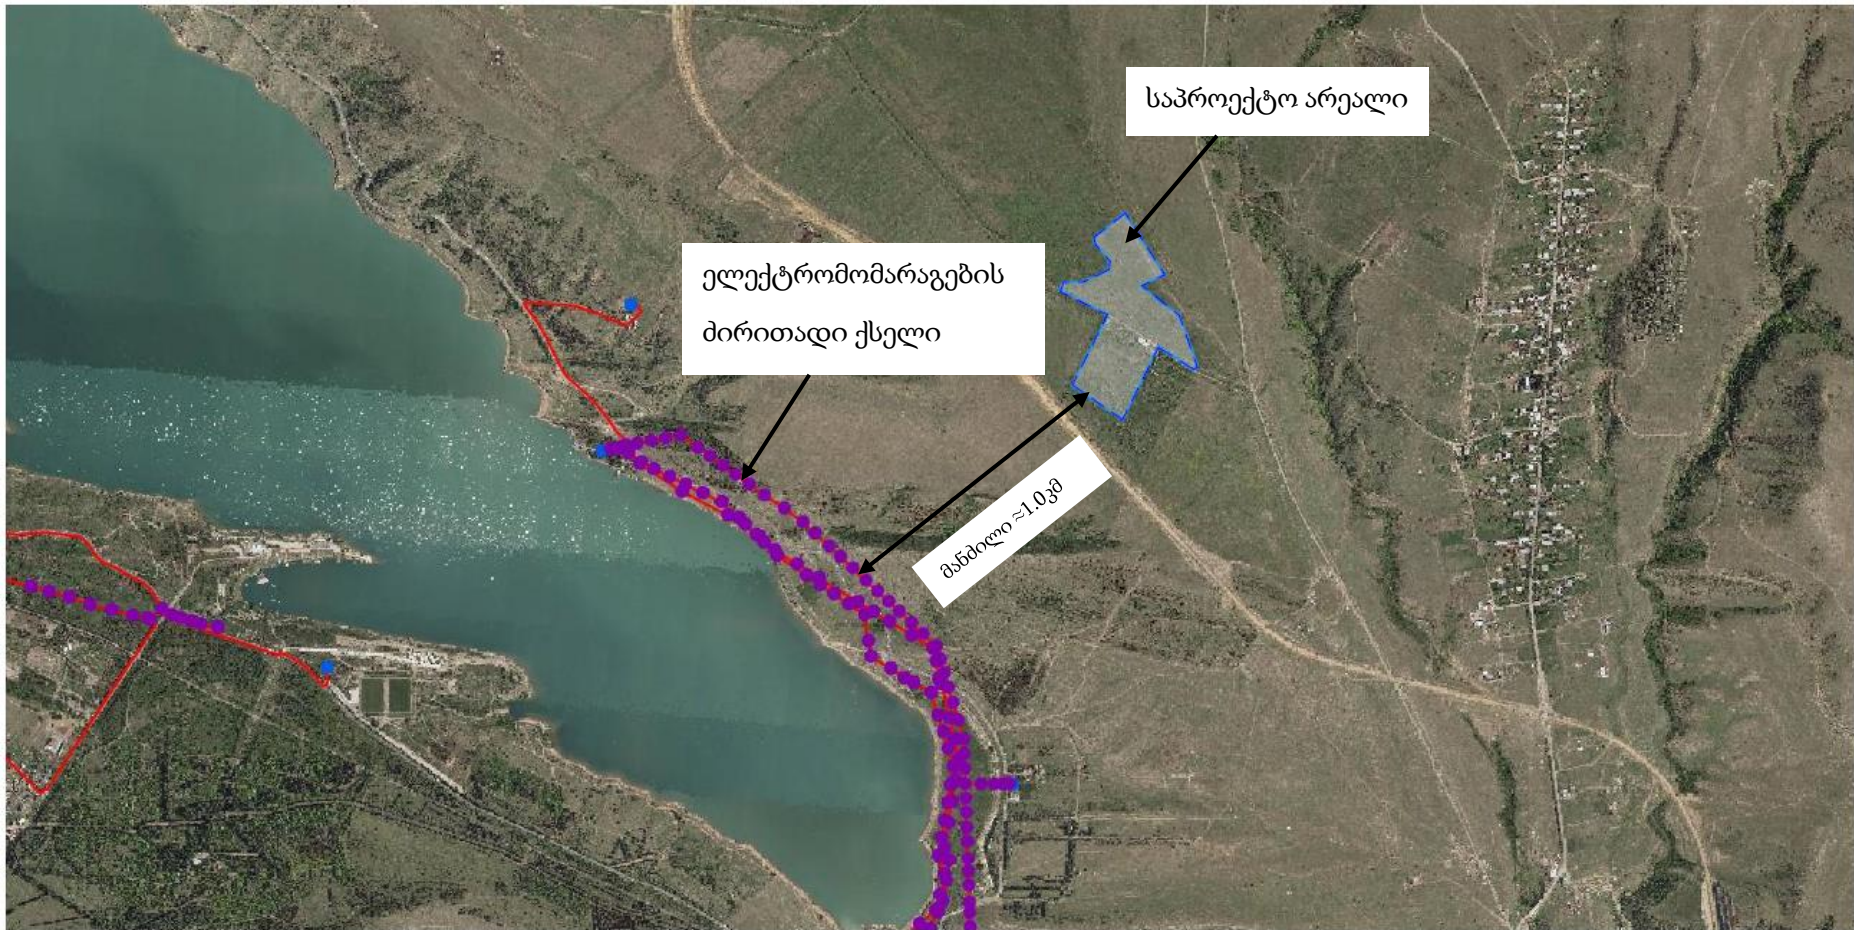 საპროექტო არეალი
ელექტრომომარაგების
ძირითადი ქსელი
მანძილი ≈1.0კმ